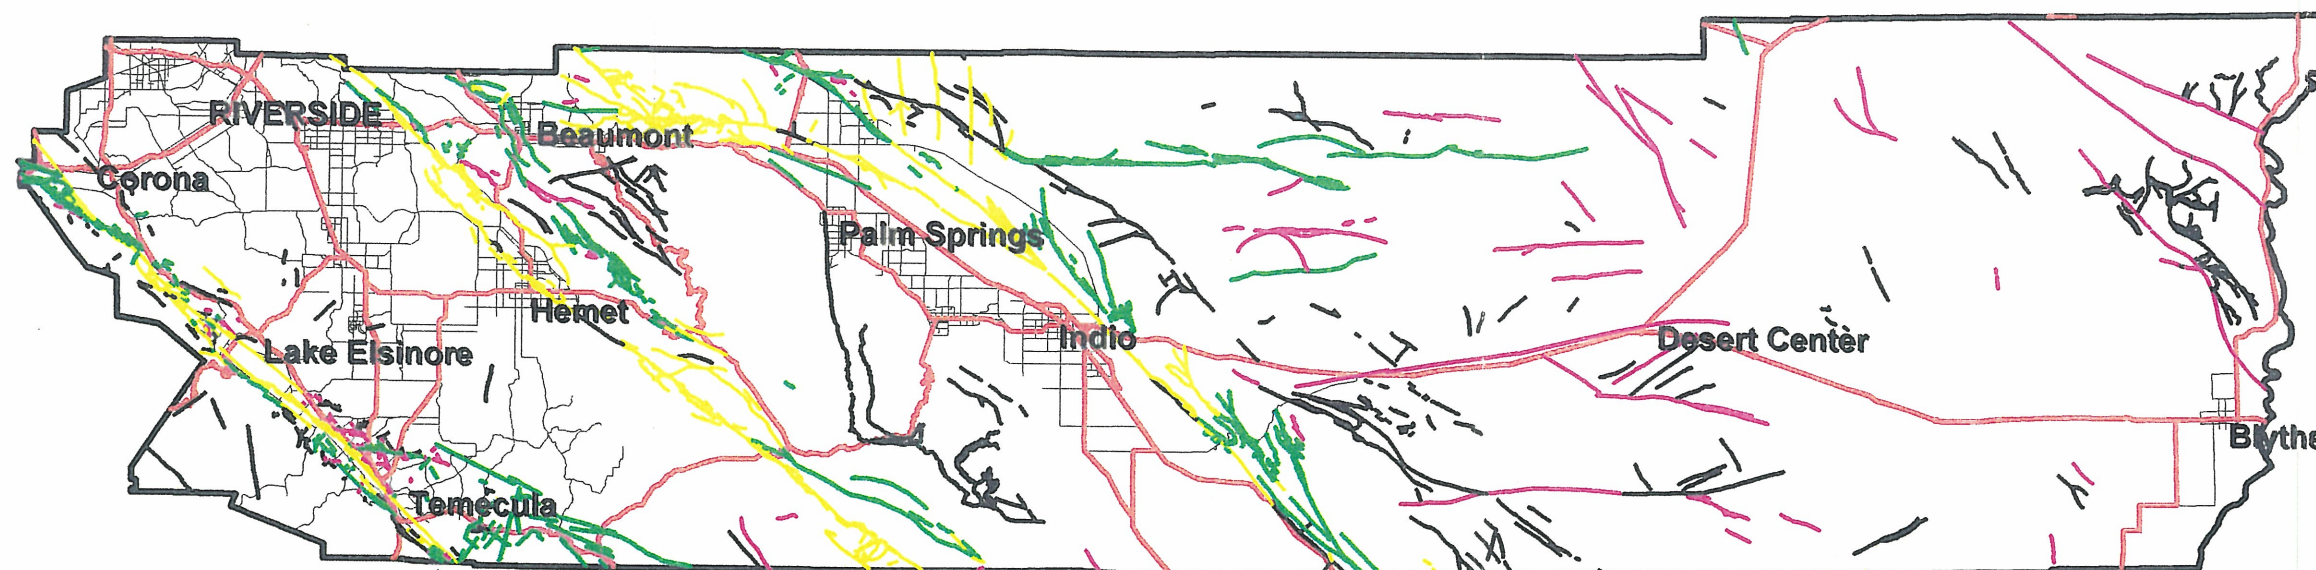 RIVERSIDE
Beaumont
Corona
Palm Springs
Hemet
Indio
Desert Center
Lake Elsinore
Blythe
Temecula